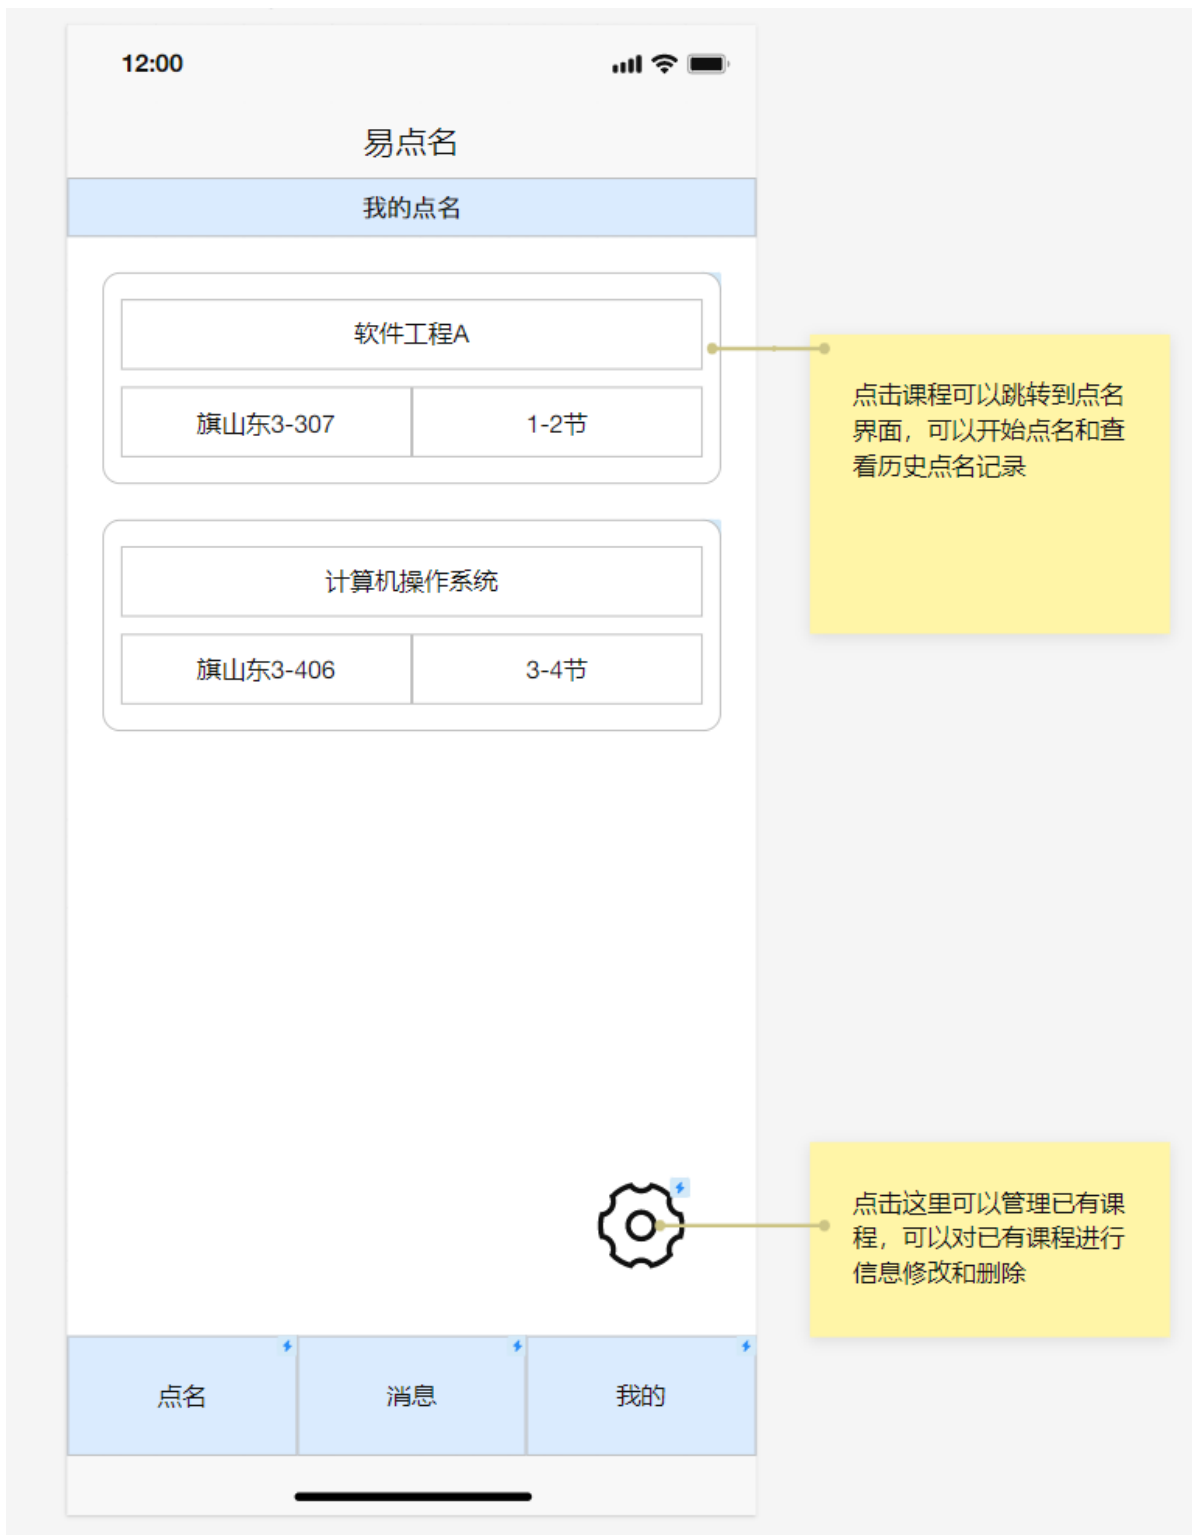 12:00
易点名
我的点名
软件工程A
旗山东3-307
1-2节
点击课程可以跳转到点名
界面，可以开始点名和查
看历史点名记录
计算机操作系统
旗山东3-406
3-4节
点击这里可以管理已有课
程，可以对已有课程进行
信息修改和删除
点名
消息
我的